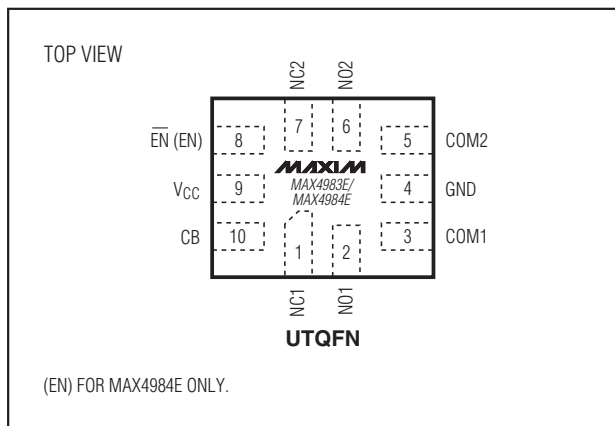 TOP VIEW
NC2
NO2
7
6
E̅N̅ (EN)
8
5
COM2
MAXIM
VCC
9
MAX4983E/
MAX4984E
4
GND
CB
10
1
2
3
COM1
NC1
NO1
UTQFN
(EN) FOR MAX4984E ONLY.